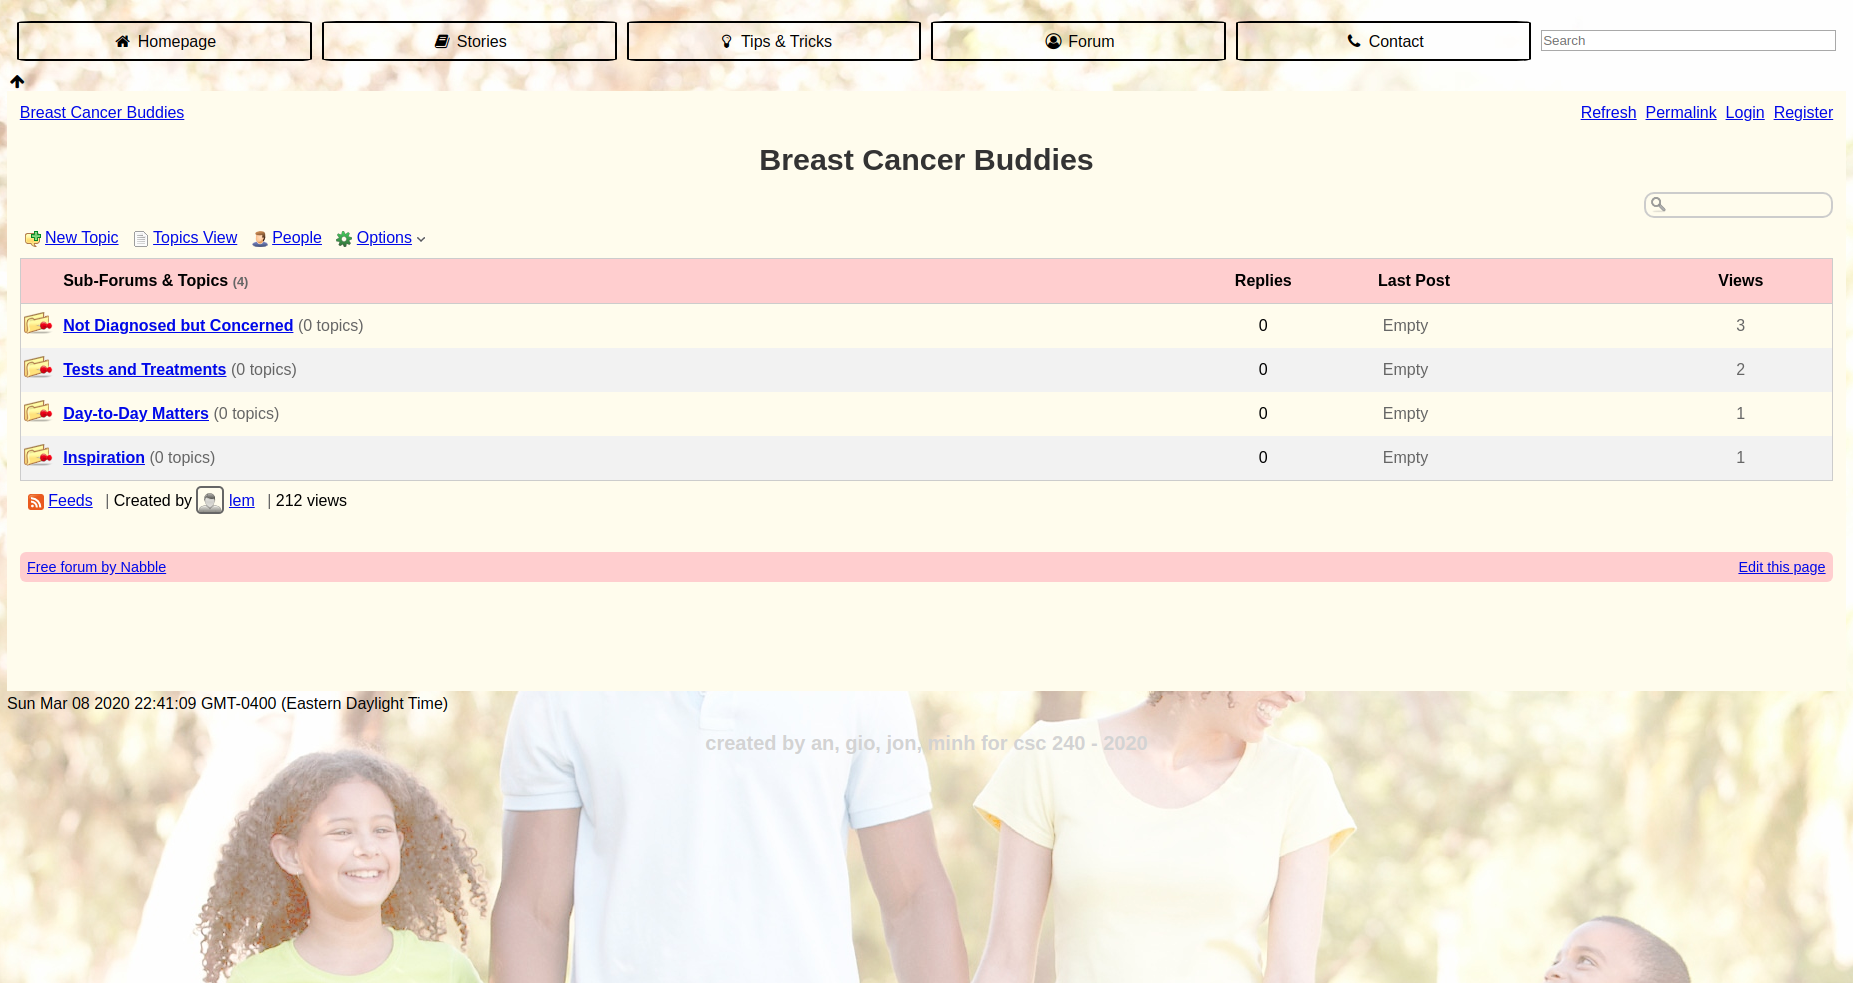 Homepage Stories Tips & Tricks Forum Contact Search
Breast Cancer Buddies Refresh Permalink Login Register
Breast Cancer Buddies
New Topic Topics View People Options
Sub-Forums & Topics (4) Replies Last Post Views
Not Diagnosed but Concerned (0 topics) 0 Empty 3
Tests and Treatments (0 topics) 0 Empty 2
Day-to-Day Matters (0 topics) 0 Empty 1
Inspiration (0 topics) 0 Empty 1
Feeds | Created by lem | 212 views
Free forum by Nabble Edit this page
Sun Mar 08 2020 22:41:09 GMT-0400 (Eastern Daylight Time)
created by an, gio, jon, minh for csc 240 - 2020